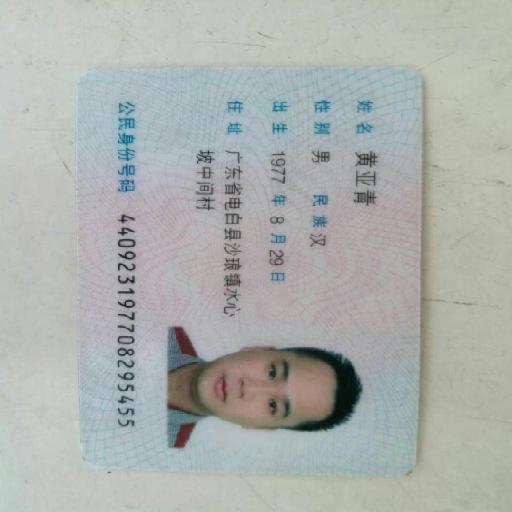 姓名 黄亚青
性别 男 民族 汉
出生 1977 年 8 月 29 日
住址 广东省电白县沙琅镇水心
坡中间村
公民身份号码 440923197708295455